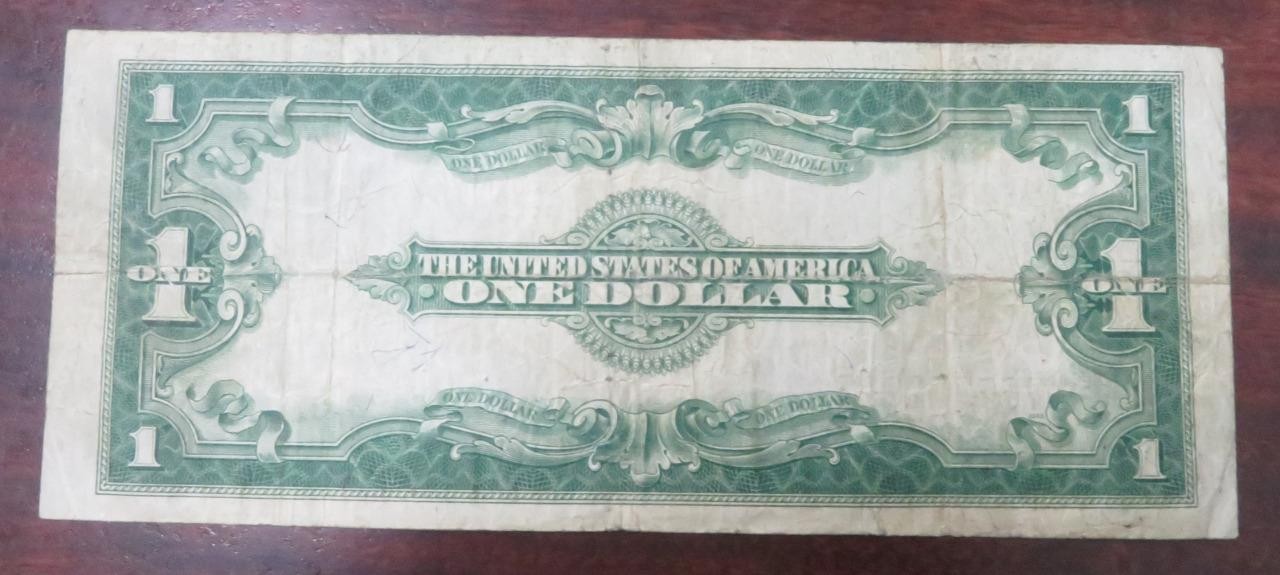 1 1
ONE DOLLAR ONE DOLLAR
THE UNITED STATES OF AMERICA
1 ONE ONE DOLLAR 1 ONE
ONE DOLLAR ONE DOLLAR
1 1